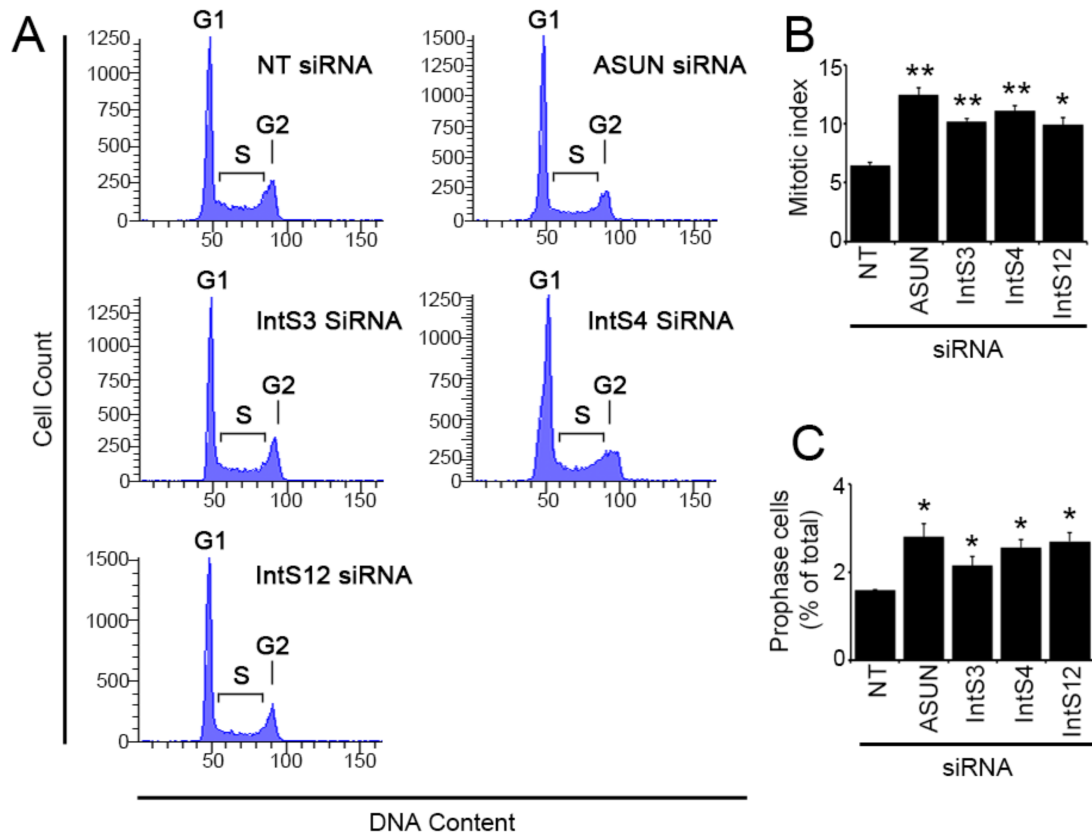 A
Cell Count
G1
NT siRNA
G2
S
1250
1000
750
500
250
0
50 100 150
G1
ASUN siRNA
G2
S
1500
1250
1000
750
500
250
0
50 100 150
G1
IntS3 SiRNA
G2
S
1250
1000
750
500
250
0
50 100 150
G1
IntS4 SiRNA
G2
S
1250
1000
750
500
250
0
50 100 150
G1
IntS12 siRNA
G2
S
1500
1000
500
0
50 100 150
DNA Content
B
Mitotic index
15
10
5
0
** ** ** *
NT ASUN IntS3 IntS4 IntS12
siRNA
C
Prophase cells
(% of total)
4
2
0
* * * *
NT ASUN IntS3 IntS4 IntS12
siRNA